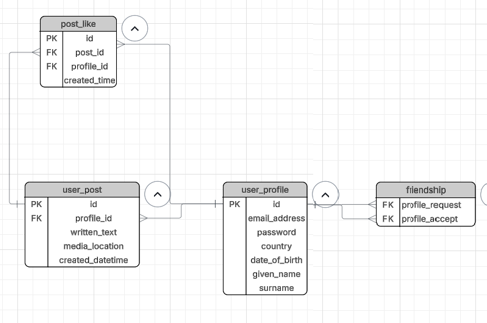 post_like
PK id
FK post_id
FK profile_id
created_time
user_post
PK id
FK profile_id
written_text
media_location
created_datetime
user_profile
PK id
email_address
password
country
date_of_birth
given_name
surname
friendship
FK profile_request
FK profile_accept